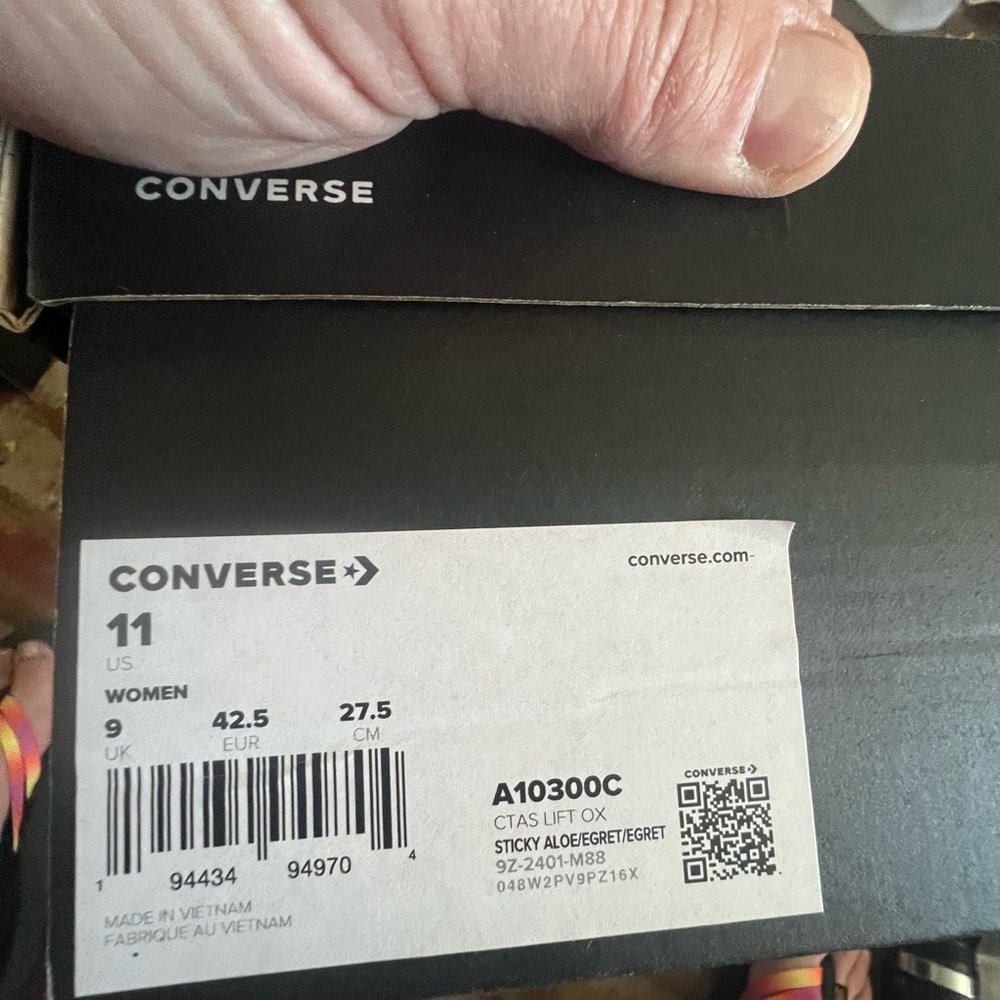 CONVERSE
CONVERSE
converse.com
11
US
WOMEN
9 42.5 27.5
UK EUR CM
A10300C
CTAS LIFT OX
STICKY ALOE/EGRET/EGRET
9Z-2401-M88
048W2PV9PZ16X
CONVERSE
1 94434 94970 4
MADE IN VIETNAM
FABRIQUE AU VIETNAM